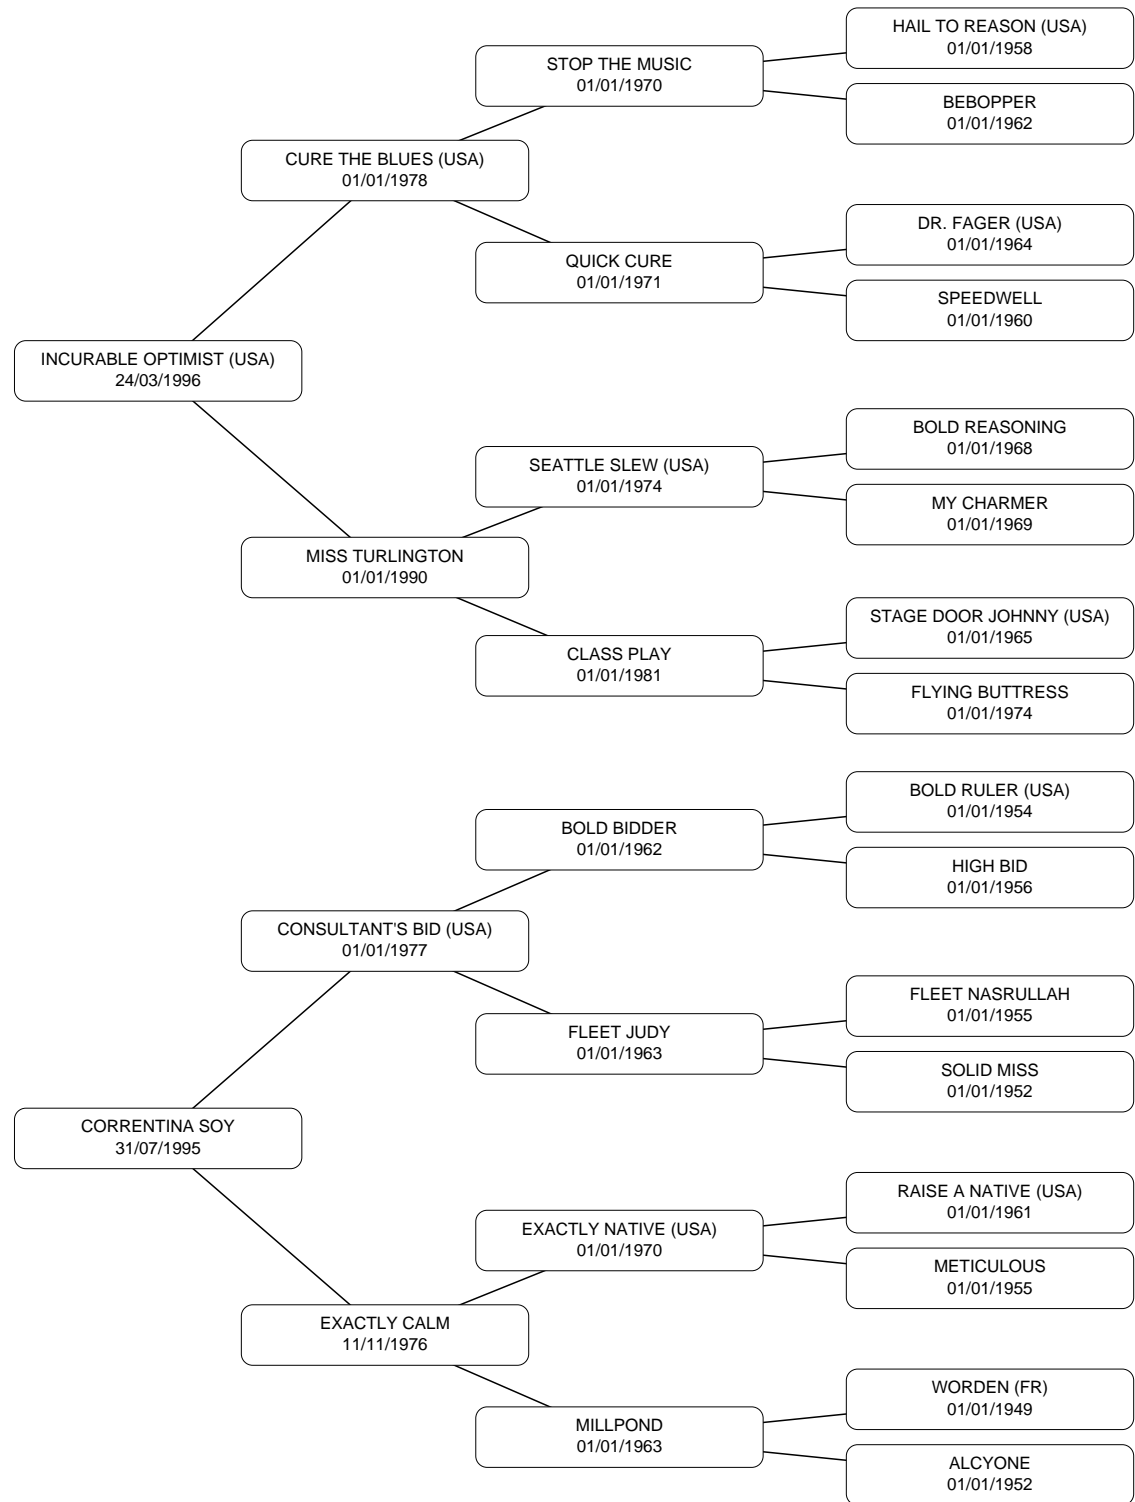 HAIL TO REASON (USA)
01/01/1958
STOP THE MUSIC
01/01/1970
BEBOPPER
01/01/1962
CURE THE BLUES (USA)
01/01/1978
DR. FAGER (USA)
01/01/1964
QUICK CURE
01/01/1971
SPEEDWELL
01/01/1960
INCURABLE OPTIMIST (USA)
24/03/1996
BOLD REASONING
01/01/1968
SEATTLE SLEW (USA)
01/01/1974
MY CHARMER
01/01/1969
MISS TURLINGTON
01/01/1990
STAGE DOOR JOHNNY (USA)
01/01/1965
CLASS PLAY
01/01/1981
FLYING BUTTRESS
01/01/1974
BOLD RULER (USA)
01/01/1954
BOLD BIDDER
01/01/1962
HIGH BID
01/01/1956
CONSULTANT'S BID (USA)
01/01/1977
FLEET NASRULLAH
01/01/1955
FLEET JUDY
01/01/1963
SOLID MISS
01/01/1952
CORRENTINA SOY
31/07/1995
RAISE A NATIVE (USA)
01/01/1961
EXACTLY NATIVE (USA)
01/01/1970
METICULOUS
01/01/1955
EXACTLY CALM
11/11/1976
WORDEN (FR)
01/01/1949
MILLPOND
01/01/1963
ALCYONE
01/01/1952